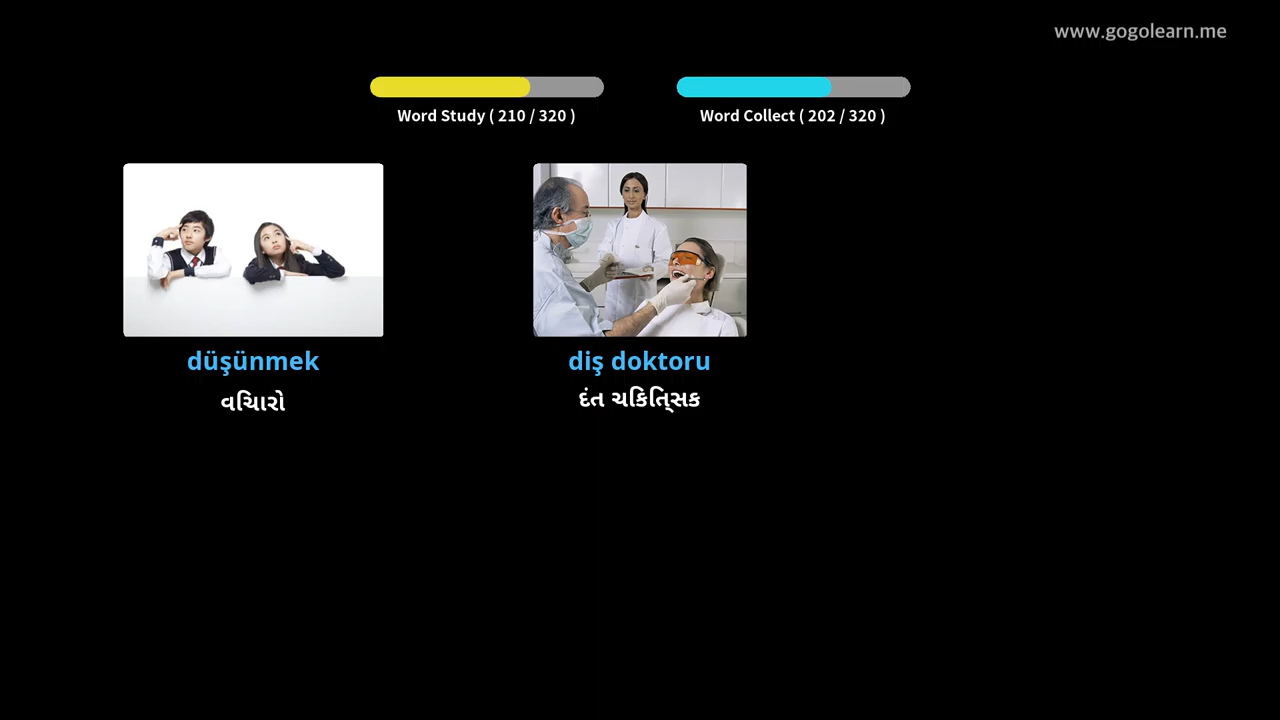 www.gogolearn.me
Word Study ( 210 / 320 )
Word Collect ( 202 / 320 )
düşünmek
વિચારો
diş doktoru
દંત ચિકિત્સક